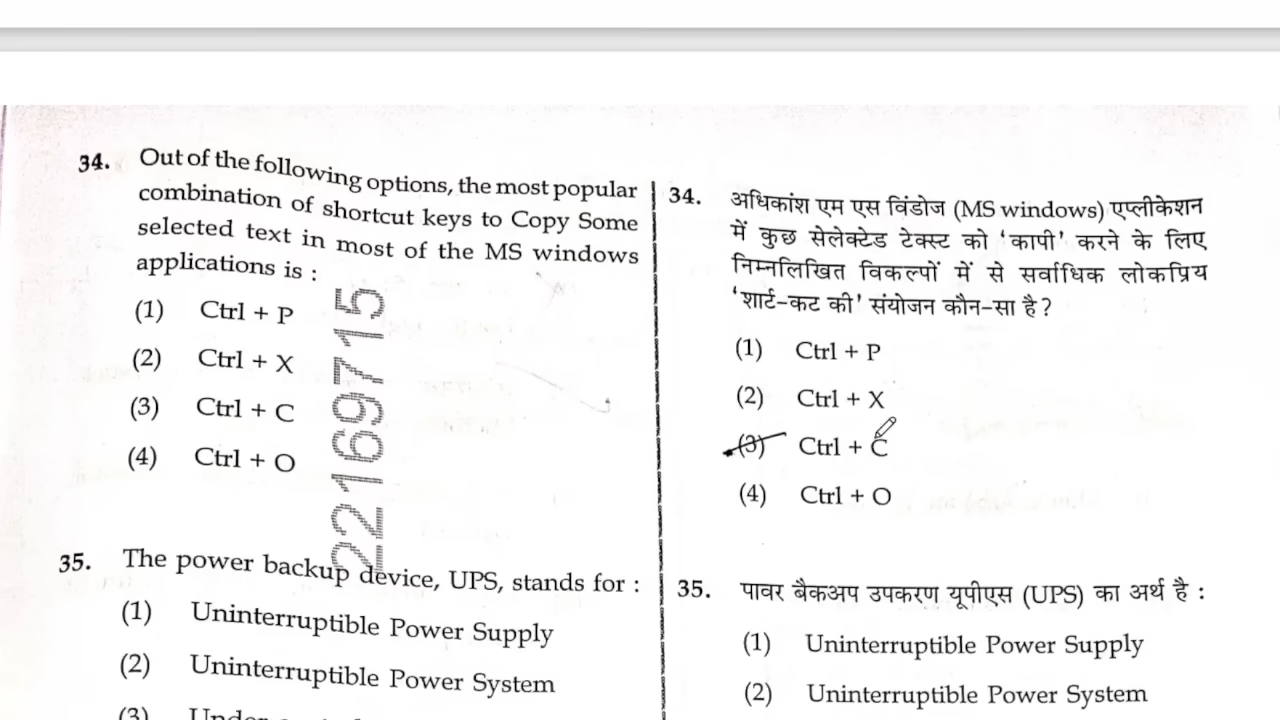 34. Out of the following options, the most popular
combination of shortcut keys to Copy Some
selected text in most of the MS windows
applications is :
(1) Ctrl + P
(2) Ctrl + X
(3) Ctrl + C
(4) Ctrl + O
22169715
35. The power backup device, UPS, stands for :
(1) Uninterruptible Power Supply
(2) Uninterruptible Power System
(3)
34. अधिकांश एम एस विंडोज (MS windows) एप्लीकेशन
में कुछ सेलेक्टेड टेक्स्ट को ‘कापी’ करने के लिए
निम्नलिखित विकल्पों में से सर्वाधिक लोकप्रिय
‘शार्ट-कट की’ संयोजन कौन-सा है?
(1) Ctrl + P
(2) Ctrl + X
(3) Ctrl + C
(4) Ctrl + O
35. पावर बैकअप उपकरण यूपीएस (UPS) का अर्थ है :
(1) Uninterruptible Power Supply
(2) Uninterruptible Power System